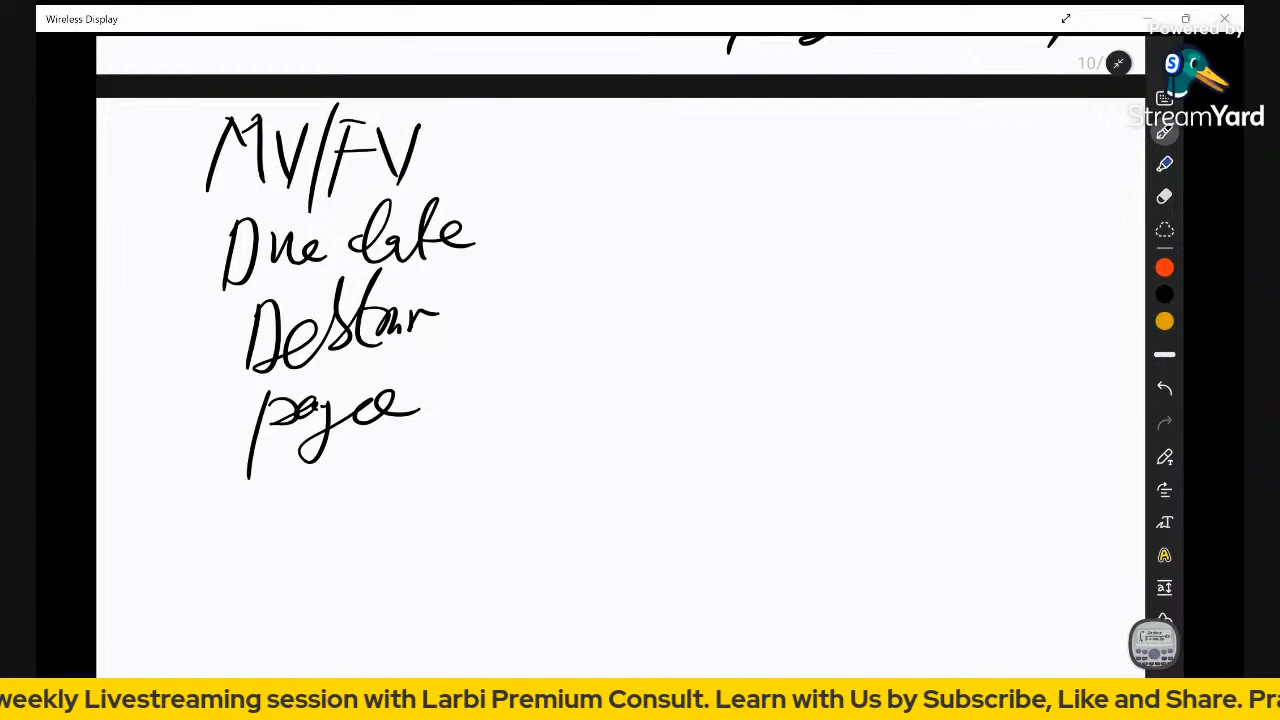 Wireless Display
Powered by
10/
StreamYard
MV/FV
Due date
payee
weekly Livestreaming session with Larbi Premium Consult. Learn with Us by Subscribe, Like and Share. Pra